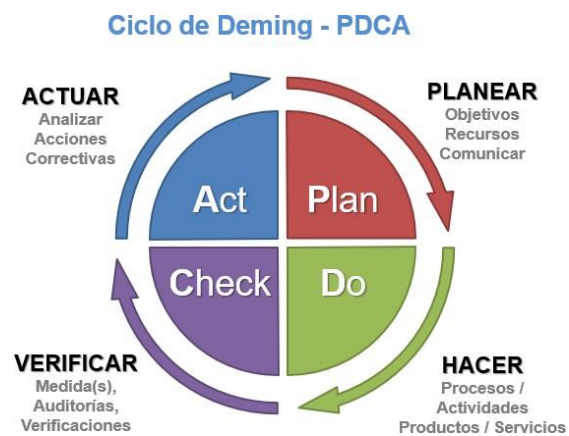 Ciclo de Deming - PDCA
ACTUAR
Analizar
Acciones
Correctivas
PLANEAR
Objetivos
Recursos
Comunicar
Act
Plan
Check
Do
VERIFICAR
Medida(s),
Auditorías,
Verificaciones
HACER
Procesos /
Actividades
Productos / Servicios